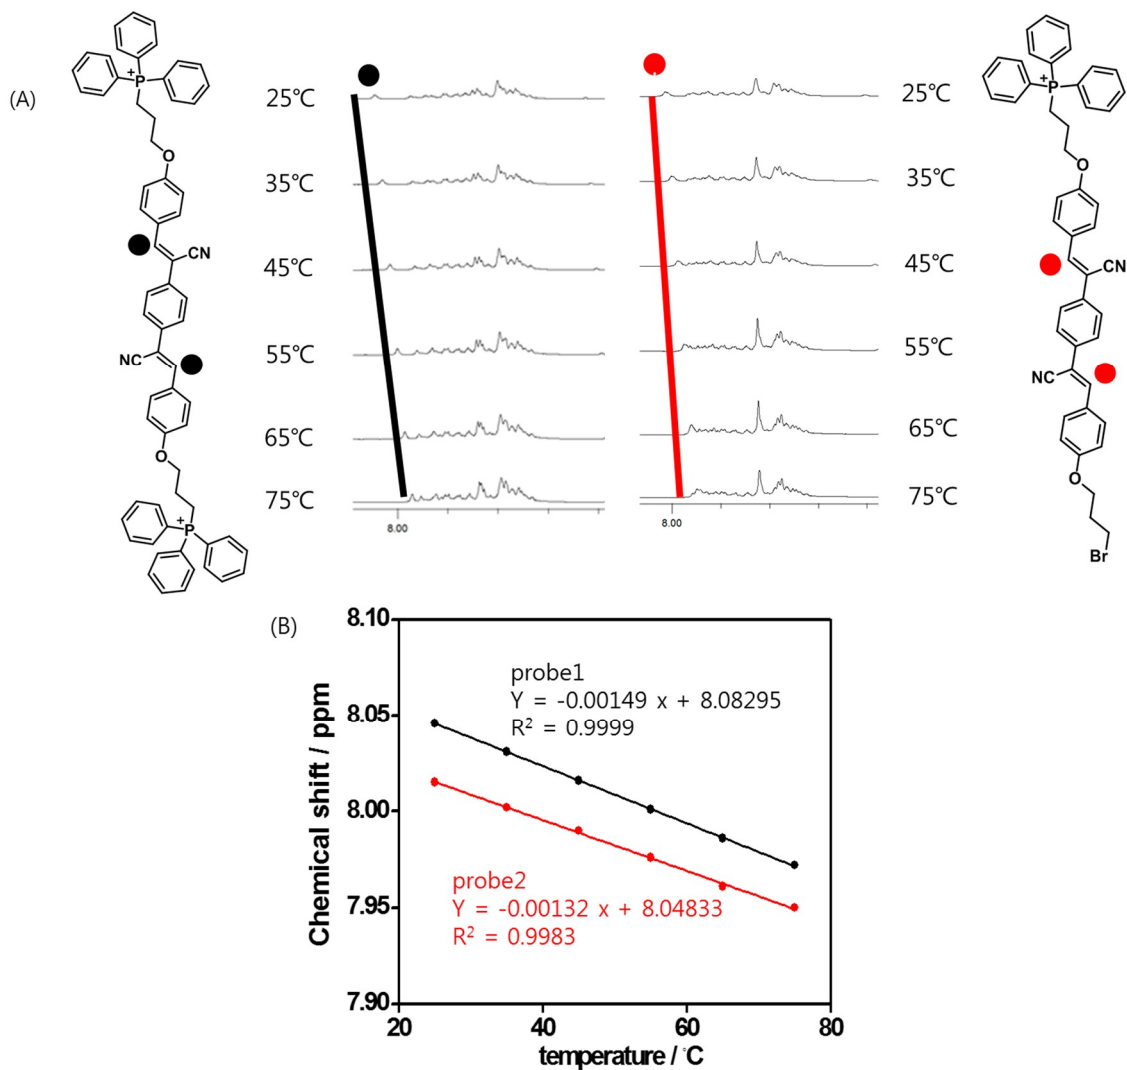 (A)
P+
O
CN
NC
O
P+
25℃
35℃
45℃
55℃
65℃
75℃
8.00
25℃
35℃
45℃
55℃
65℃
75℃
8.00
P+
O
CN
NC
O
Br
(B)
8.10
8.05
8.00
7.95
7.90
Chemical shift / ppm
probe1
Y = -0.00149 x + 8.08295
R² = 0.9999
probe2
Y = -0.00132 x + 8.04833
R² = 0.9983
20 40 60 80
temperature / ℃